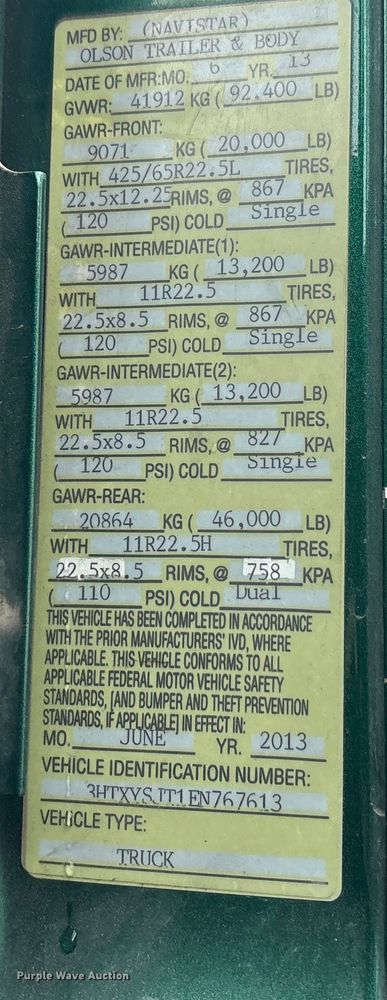 MFD BY: (NAVISTAR)
OLSON TRAILER & BODY
DATE OF MFR:MO. 6 YR. 13
GVWR: 41912 KG ( 92,400 LB)
GAWR-FRONT:
9071 KG ( 20,000 LB)
WITH 425/65R22.5L TIRES,
22.5x12.25 RIMS, @ 867 KPA
( 120 PSI) COLD Single
GAWR-INTERMEDIATE(1):
5987 KG ( 13,200 LB)
WITH 11R22.5 TIRES,
22.5x8.5 RIMS, @ 867 KPA
( 120 PSI) COLD Single
GAWR-INTERMEDIATE(2):
5987 KG ( 13,200 LB)
WITH 11R22.5 TIRES,
22.5x8.5 RIMS, @ 827 KPA
( 120 PSI) COLD Single
GAWR-REAR:
20864 KG ( 46,000 LB)
WITH 11R22.5H TIRES,
22.5x8.5 RIMS, @ 758 KPA
( 110 PSI) COLD Dual
THIS VEHICLE HAS BEEN COMPLETED IN ACCORDANCE
WITH THE PRIOR MANUFACTURERS' IVD, WHERE
APPLICABLE. THIS VEHICLE CONFORMS TO ALL
APPLICABLE FEDERAL MOTOR VEHICLE SAFETY
STANDARDS, [AND BUMPER AND THEFT PREVENTION
STANDARDS, IF APPLICABLE] IN EFFECT IN:
MO. JUNE YR. 2013
VEHICLE IDENTIFICATION NUMBER:
3HTXYSJT1EN767613
VEHICLE TYPE:
TRUCK
Purple Wave Auction